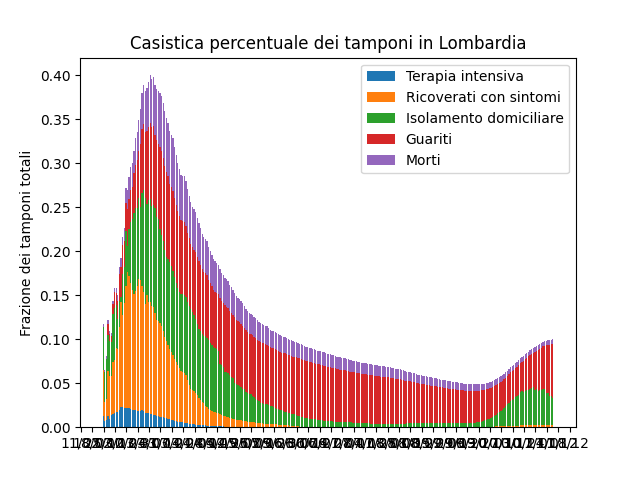 Casistica percentuale dei tamponi in Lombardia
Terapia intensiva
Ricoverati con sintomi
Isolamento domiciliare
Guariti
Morti
Frazione dei tamponi totali
0.40
0.35
0.30
0.25
0.20
0.15
0.10
0.05
0.00